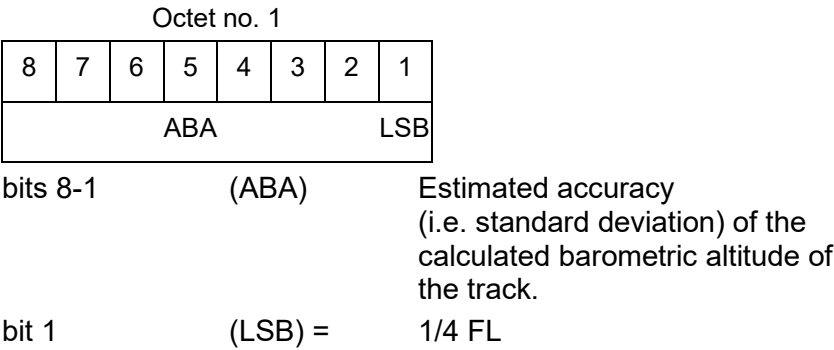 Octet no. 1
8 7 6 5 4 3 2 1
ABA LSB
bits 8-1 (ABA) Estimated accuracy
(i.e. standard deviation) of the
calculated barometric altitude of
the track.
bit 1 (LSB) = 1/4 FL